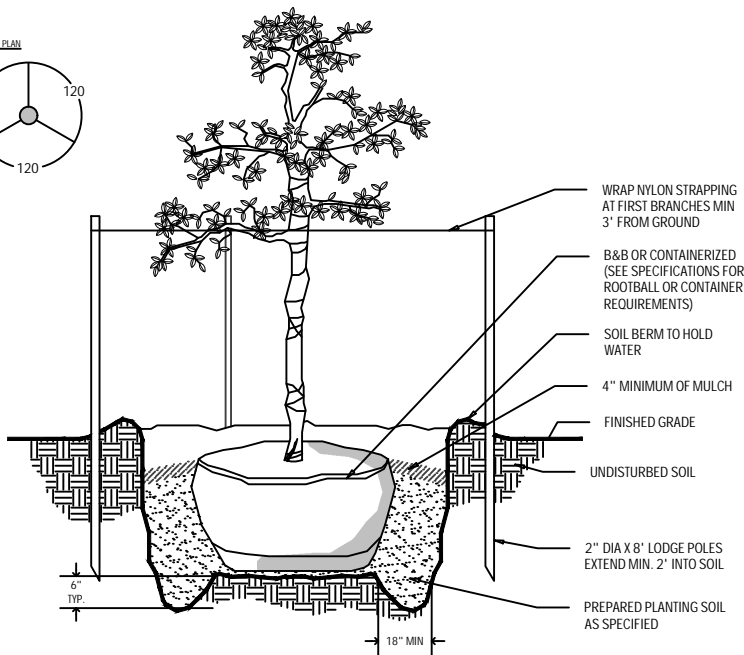 PLAN
120
120
WRAP NYLON STRAPPING
AT FIRST BRANCHES MIN
3' FROM GROUND
B&B OR CONTAINERIZED
(SEE SPECIFICATIONS FOR
ROOTBALL OR CONTAINER
REQUIREMENTS)
SOIL BERM TO HOLD
WATER
4" MINIMUM OF MULCH
FINISHED GRADE
UNDISTURBED SOIL
2" DIA X 8' LODGE POLES
EXTEND MIN. 2' INTO SOIL
PREPARED PLANTING SOIL
AS SPECIFIED
6"
TYP.
18" MIN